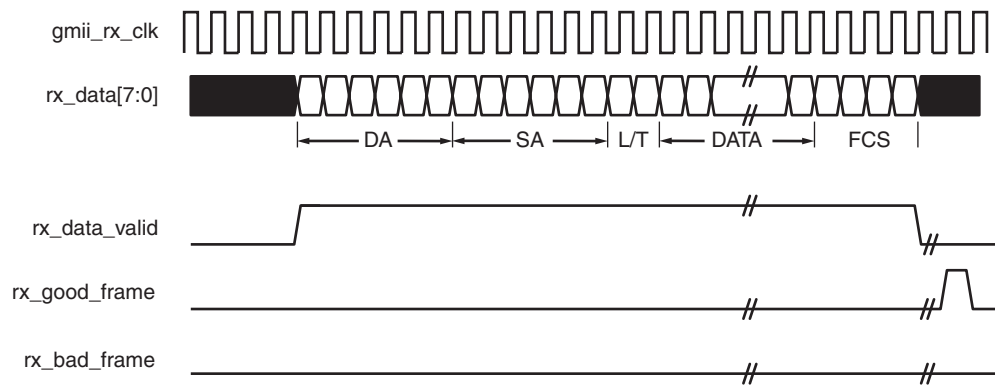 gmii_rx_clk
rx_data[7:0]
DA SA L/T DATA FCS
rx_data_valid
rx_good_frame
rx_bad_frame